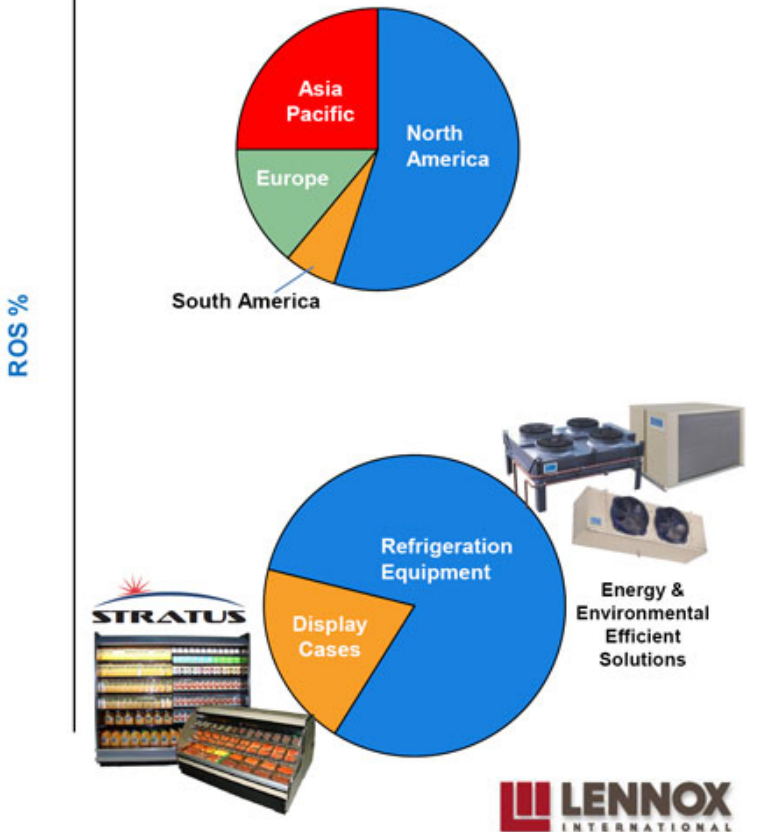 Asia
Pacific
North
America
Europe
South America
ROS %
Refrigeration
Equipment
Display
Cases
Energy &
Environmental
Efficient
Solutions
STRATUS
LENNOX
INTERNATIONAL